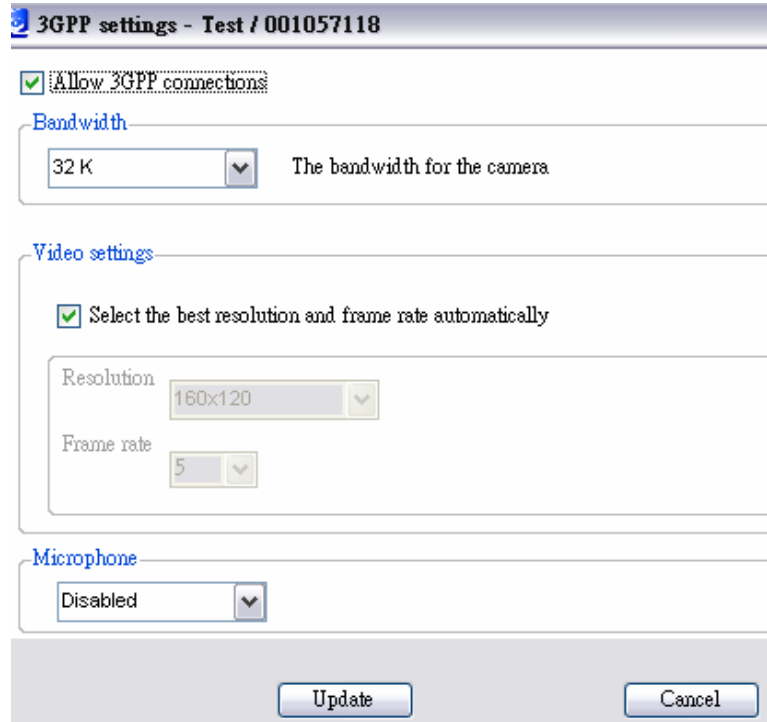 3GPP settings - Test / 001057118
Allow 3GPP connections
Bandwidth
32 K The bandwidth for the camera
Video settings
Select the best resolution and frame rate automatically
Resolution 160x120
Frame rate 5
Microphone
Disabled
Update Cancel